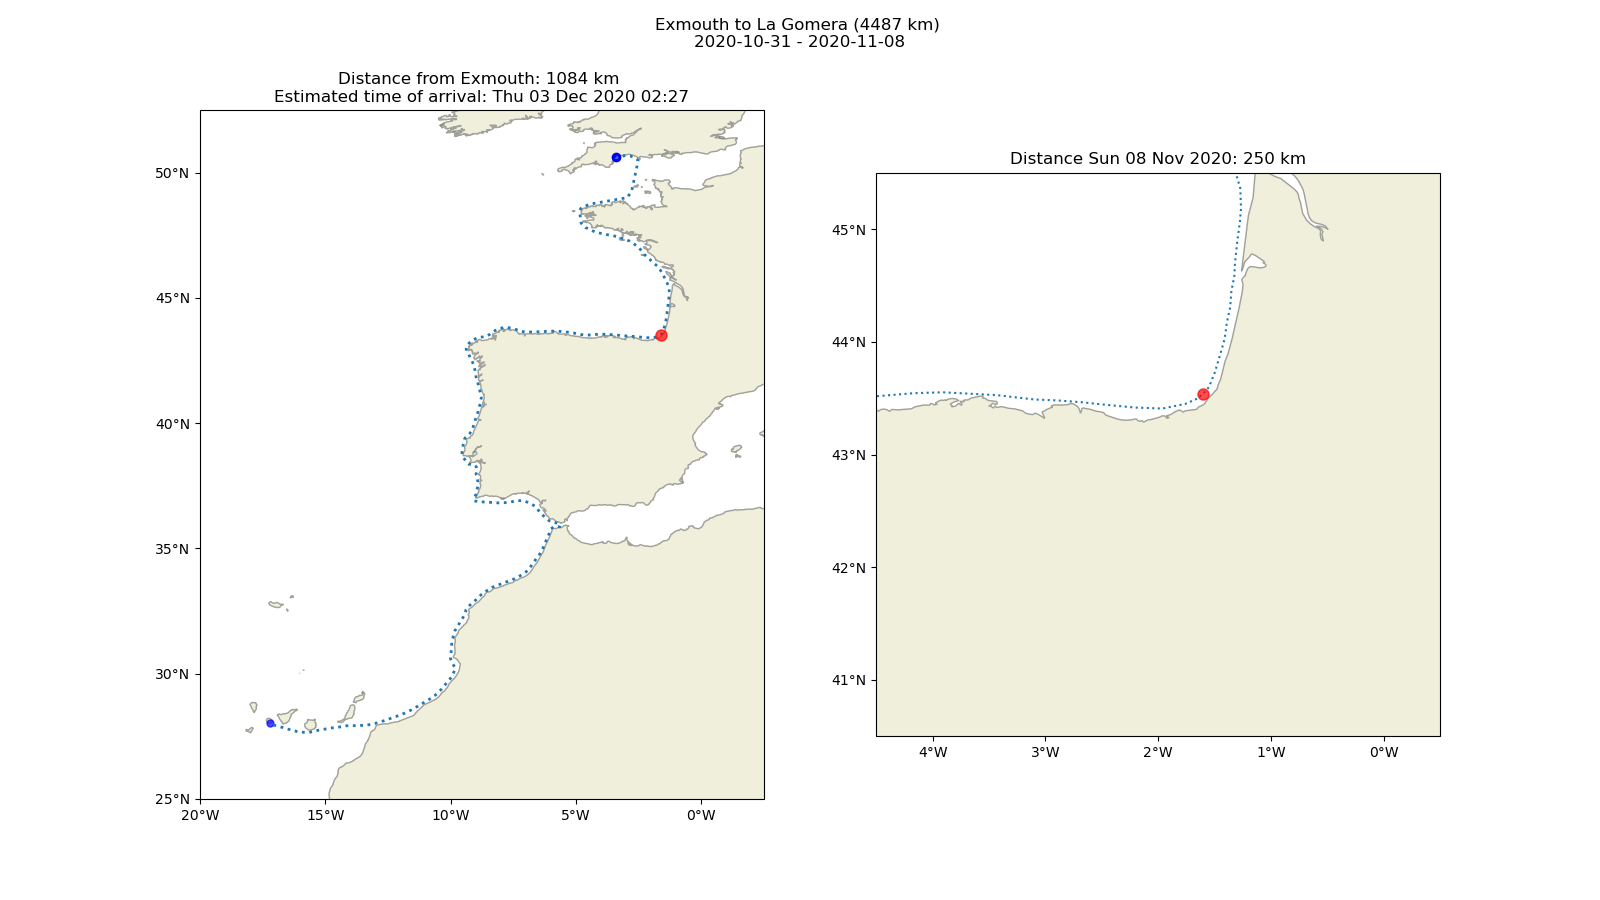 Exmouth to La Gomera (4487 km)
2020-10-31 - 2020-11-08
Distance from Exmouth: 1084 km
Estimated time of arrival: Thu 03 Dec 2020 02:27
50°N
45°N
40°N
35°N
30°N
25°N
20°W
15°W
10°W
5°W
0°W
Distance Sun 08 Nov 2020: 250 km
45°N
44°N
43°N
42°N
41°N
4°W
3°W
2°W
1°W
0°W